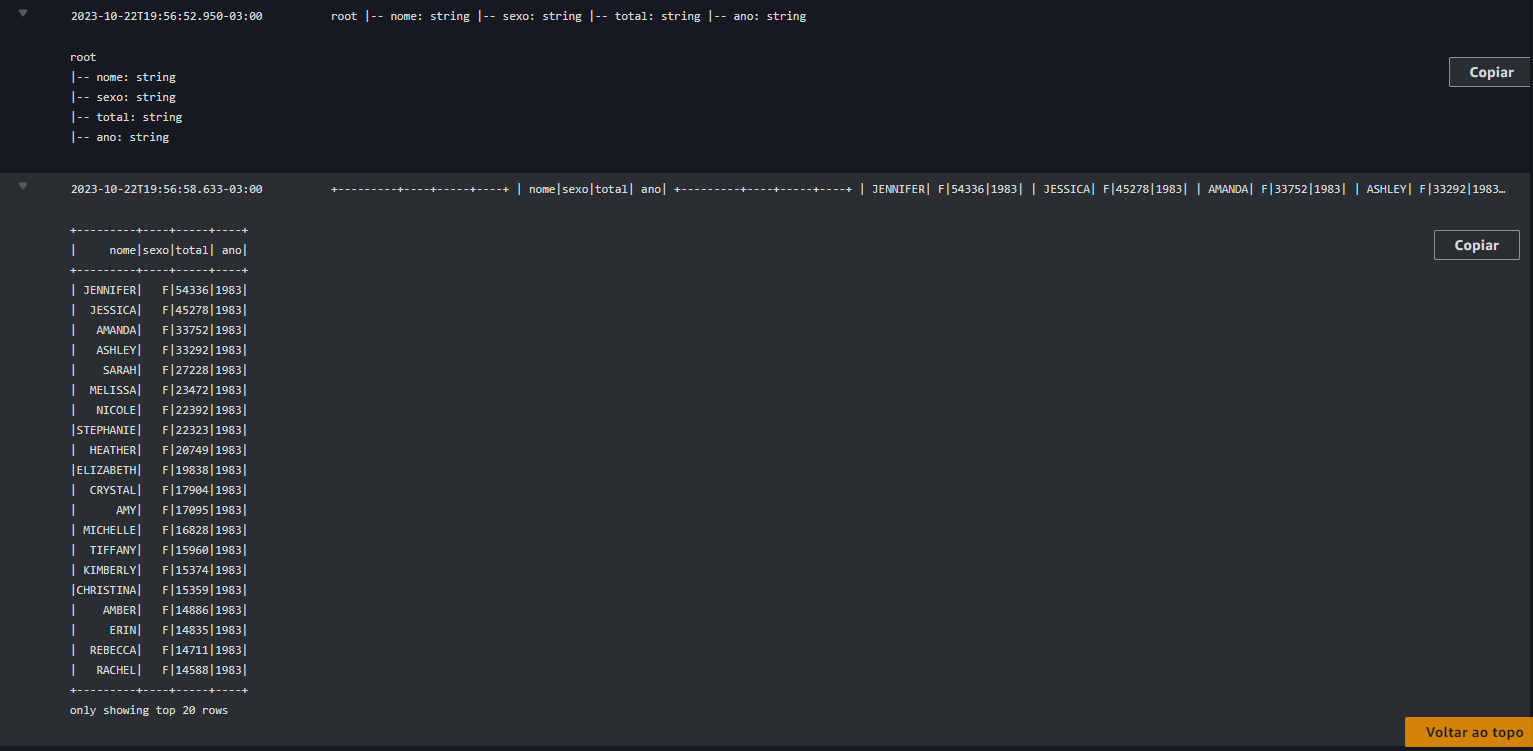 2023-10-22T19:56:52.950-03:00 root |-- nome: string |-- sexo: string |-- total: string |-- ano: string
root
|-- nome: string
Copiar
|-- sexo: string
|-- total: string
|-- ano: string
2023-10-22T19:56:58.633-03:00 +---------+----+-----+----+ | nome|sexo|total| ano| +---------+----+-----+----+ | JENNIFER| F|54336|1983| | JESSICA| F|45278|1983| | AMANDA| F|33752|1983| | ASHLEY| F|33292|1983…
+---------+----+-----+----+
|     nome|sexo|total| ano|
Copiar
+---------+----+-----+----+
| JENNIFER|   F|54336|1983|
|  JESSICA|   F|45278|1983|
|   AMANDA|   F|33752|1983|
|   ASHLEY|   F|33292|1983|
|    SARAH|   F|27228|1983|
|  MELISSA|   F|23472|1983|
|   NICOLE|   F|22392|1983|
|STEPHANIE|   F|22323|1983|
|  HEATHER|   F|20749|1983|
|ELIZABETH|   F|19838|1983|
|  CRYSTAL|   F|17904|1983|
|      AMY|   F|17095|1983|
| MICHELLE|   F|16828|1983|
|  TIFFANY|   F|15960|1983|
| KIMBERLY|   F|15374|1983|
|CHRISTINA|   F|15359|1983|
|    AMBER|   F|14886|1983|
|     ERIN|   F|14835|1983|
|  REBECCA|   F|14711|1983|
|   RACHEL|   F|14588|1983|
+---------+----+-----+----+
only showing top 20 rows
Voltar ao topo